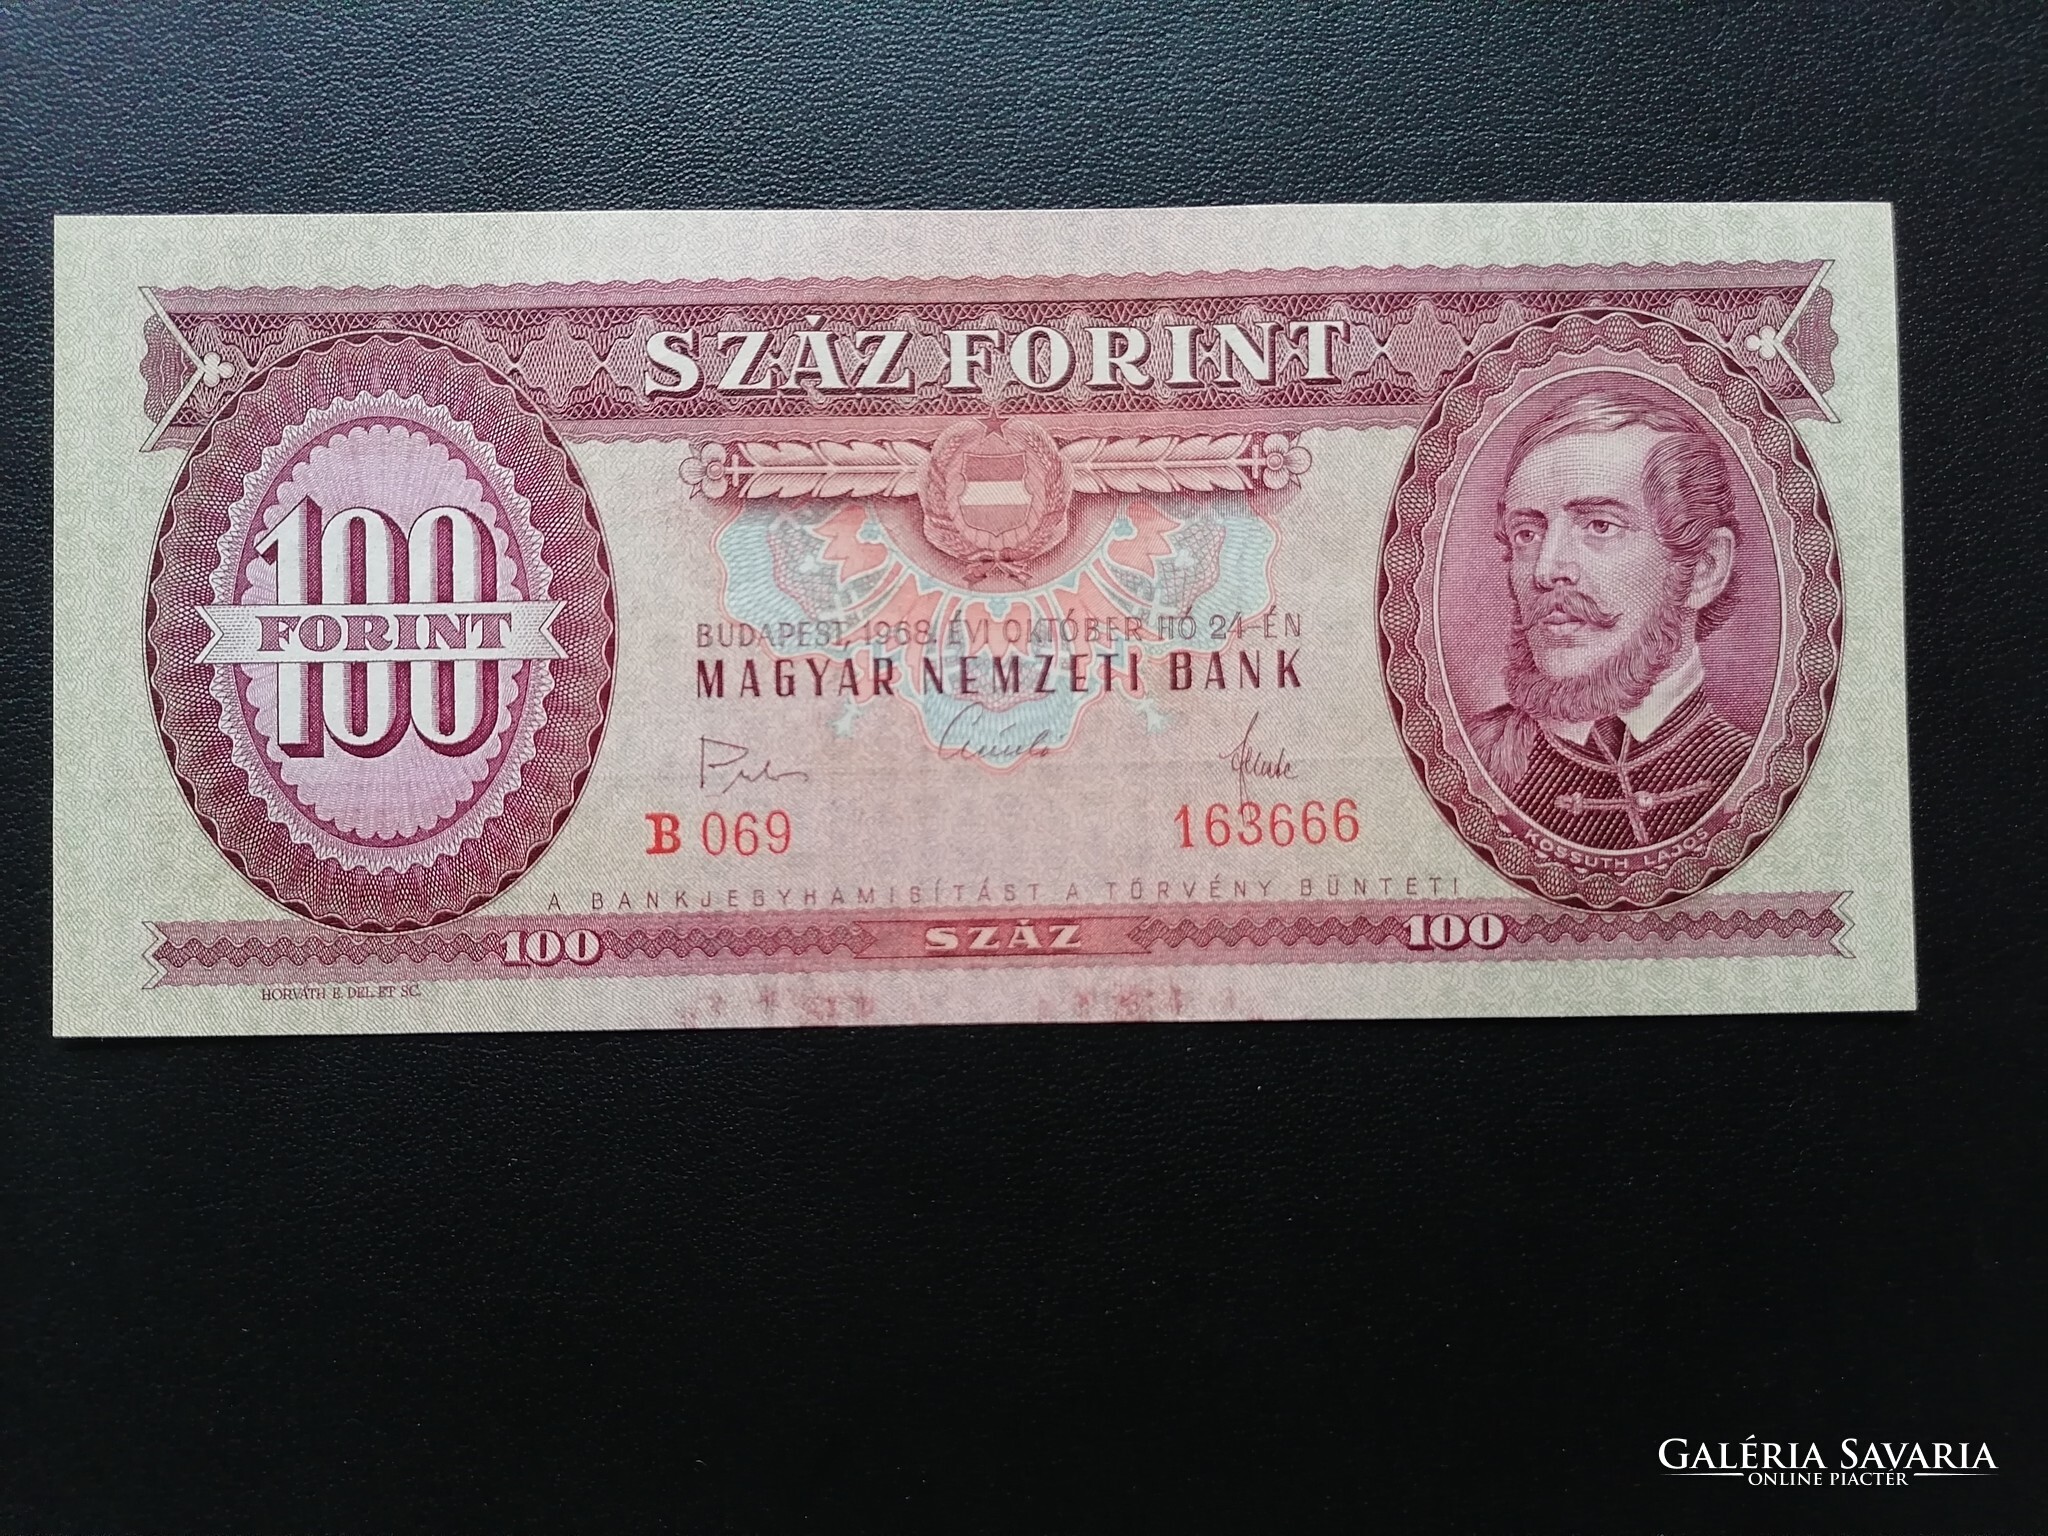 SZÁZ FORINT
100
FORINT
BUDAPEST, 1968. ÉVI OKTÓBER HÓ 24-ÉN
MAGYAR NEMZETI BANK
B 069
163666
KOSSUTH LAJOS
A BANKJEGYHAMISÍTÁST A TÖRVÉNY BÜNTETI
100
SZÁZ
100
HORVÁTH E. DEL. ET SC.
GALÉRIA SAVARIA
ONLINE PIACTÉR